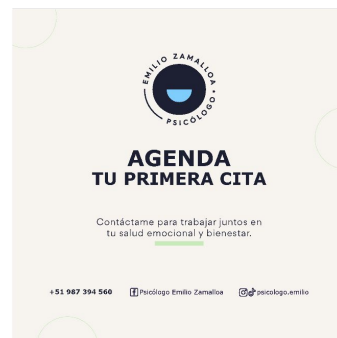 EMILIO ZAMALLOA
PSICÓLOGO
AGENDA
TU PRIMERA CITA
Contáctame para trabajar juntos en
tu salud emocional y bienestar.
+51 987 394 560 Psicólogo Emilio Zamalloa psicologo.emilio